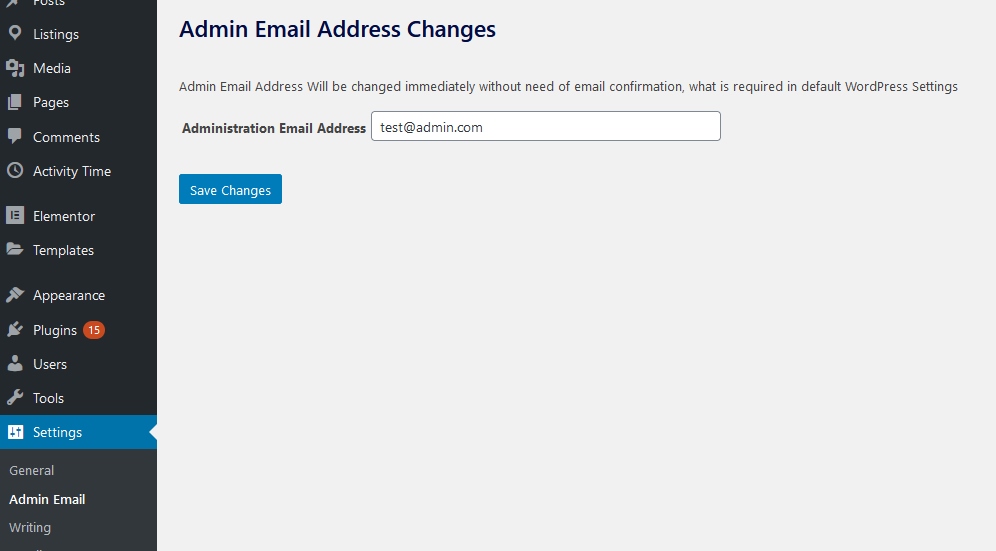 Posts
Listings
Media
Pages
Comments
Activity Time
Elementor
Templates
Appearance
Plugins 15
Users
Tools
Settings
General
Admin Email
Writing
Admin Email Address Changes
Admin Email Address Will be changed immediately without need of email confirmation, what is required in default WordPress Settings
Administration Email Address test@admin.com
Save Changes